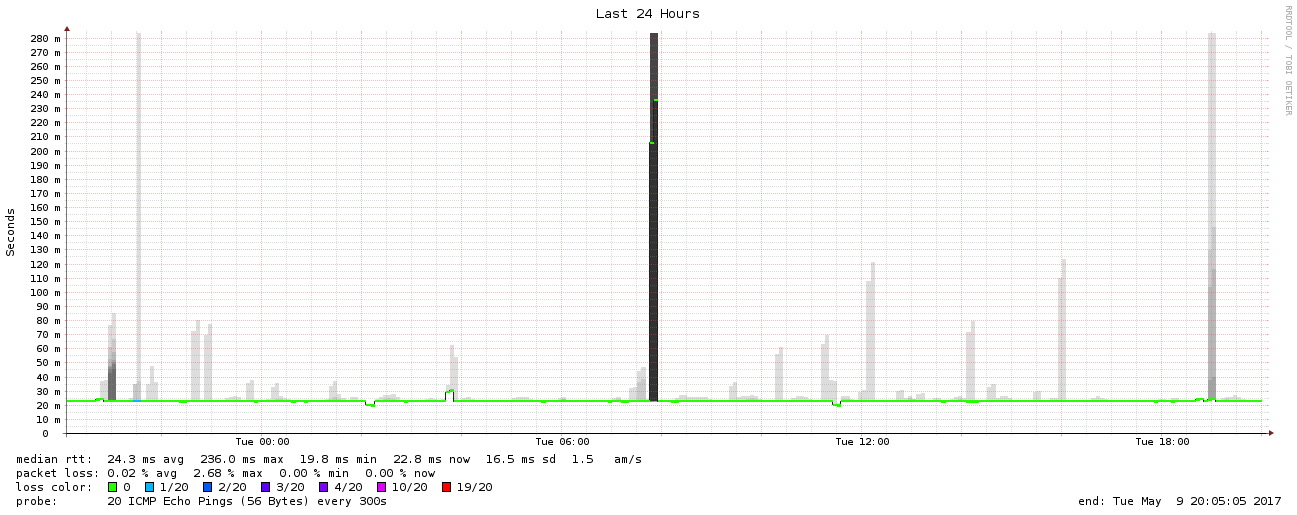 Last 24 Hours
RRDTOOL / TOBI OETIKER
Seconds
280 m
270 m
260 m
250 m
240 m
230 m
220 m
210 m
200 m
190 m
180 m
170 m
160 m
150 m
140 m
130 m
120 m
110 m
100 m
90 m
80 m
70 m
60 m
50 m
40 m
30 m
20 m
10 m
0
Tue 00:00 Tue 06:00 Tue 12:00 Tue 18:00
median rtt: 24.3 ms avg 236.0 ms max 19.8 ms min 22.8 ms now 16.5 ms sd 1.5 am/s
packet loss: 0.02 % avg 2.68 % max 0.00 % min 0.00 % now
loss color: 0 1/20 2/20 3/20 4/20 10/20 19/20
probe: 20 ICMP Echo Pings (56 Bytes) every 300s end: Tue May 9 20:05:05 2017